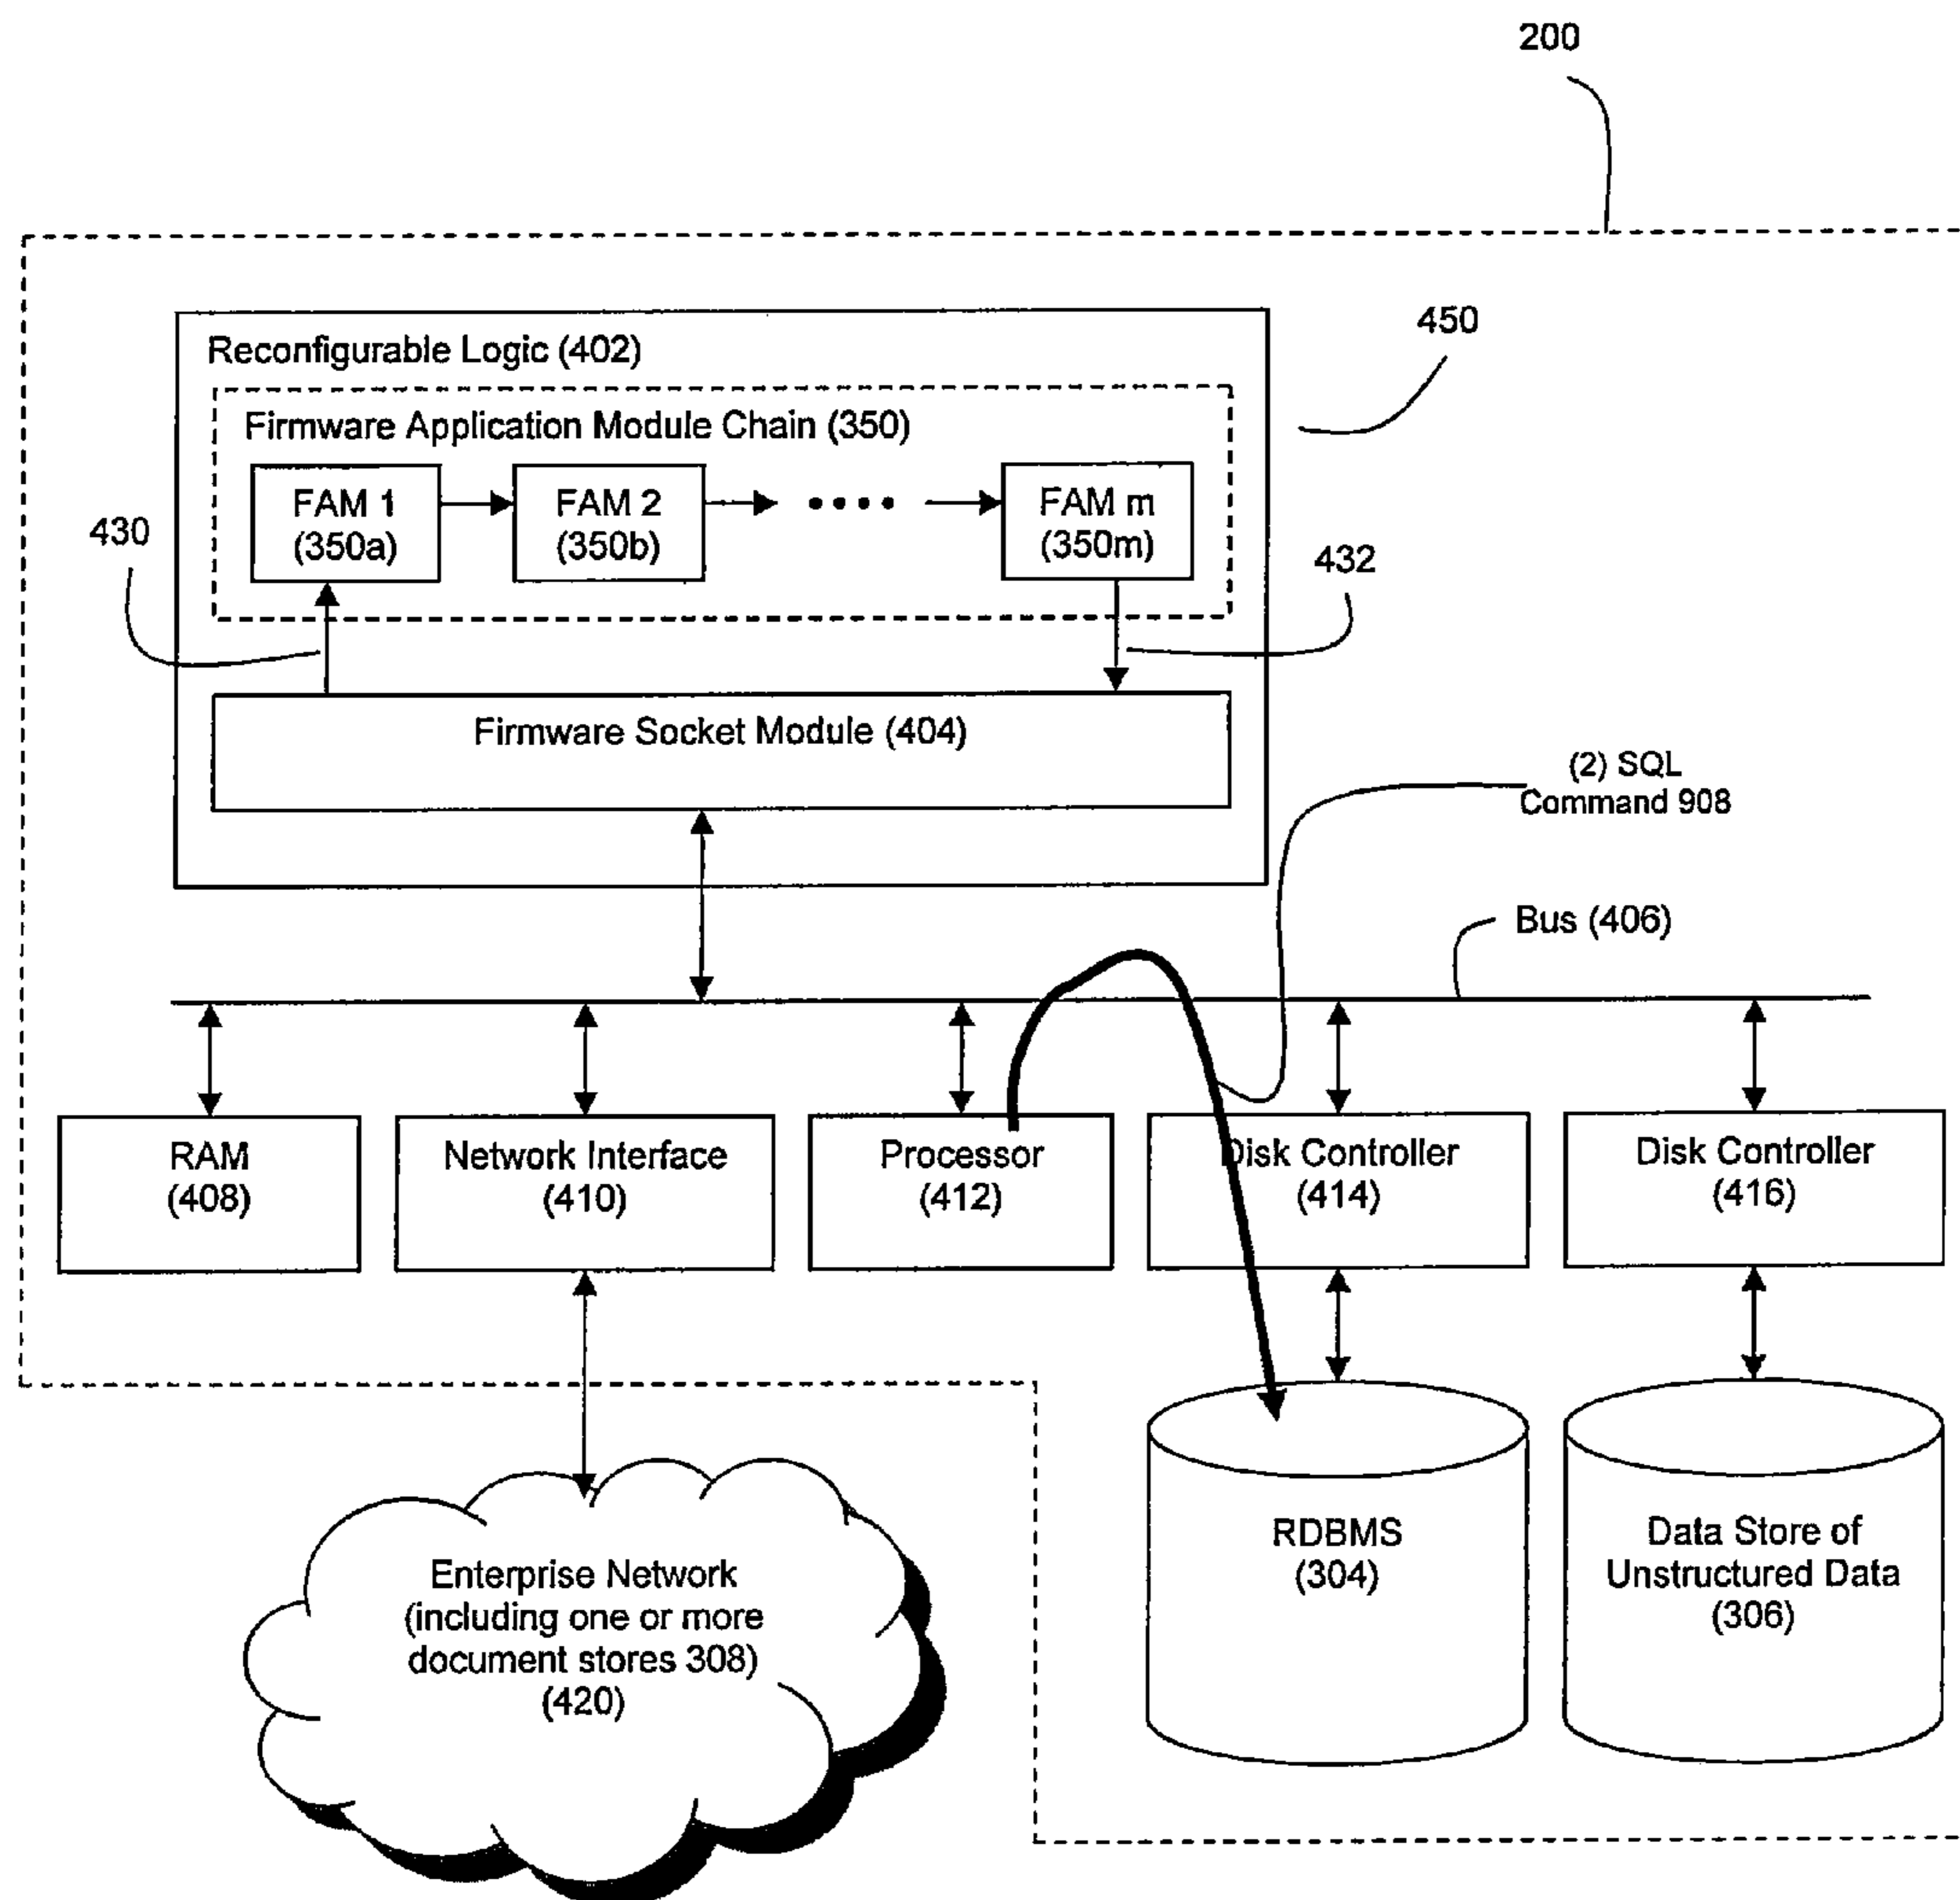 200
450
Reconfigurable Logic (402)
Firmware Application Module Chain (350)
FAM 1
(350a)
FAM 2
(350b)
FAM m
(350m)
430
432
Firmware Socket Module (404)
(2) SQL
Command 908
Bus (406)
RAM
(408)
Network Interface
(410)
Processor
(412)
Disk Controller
(414)
Disk Controller
(416)
Enterprise Network
(including one or more
document stores 308)
(420)
RDBMS
(304)
Data Store of
Unstructured Data
(306)